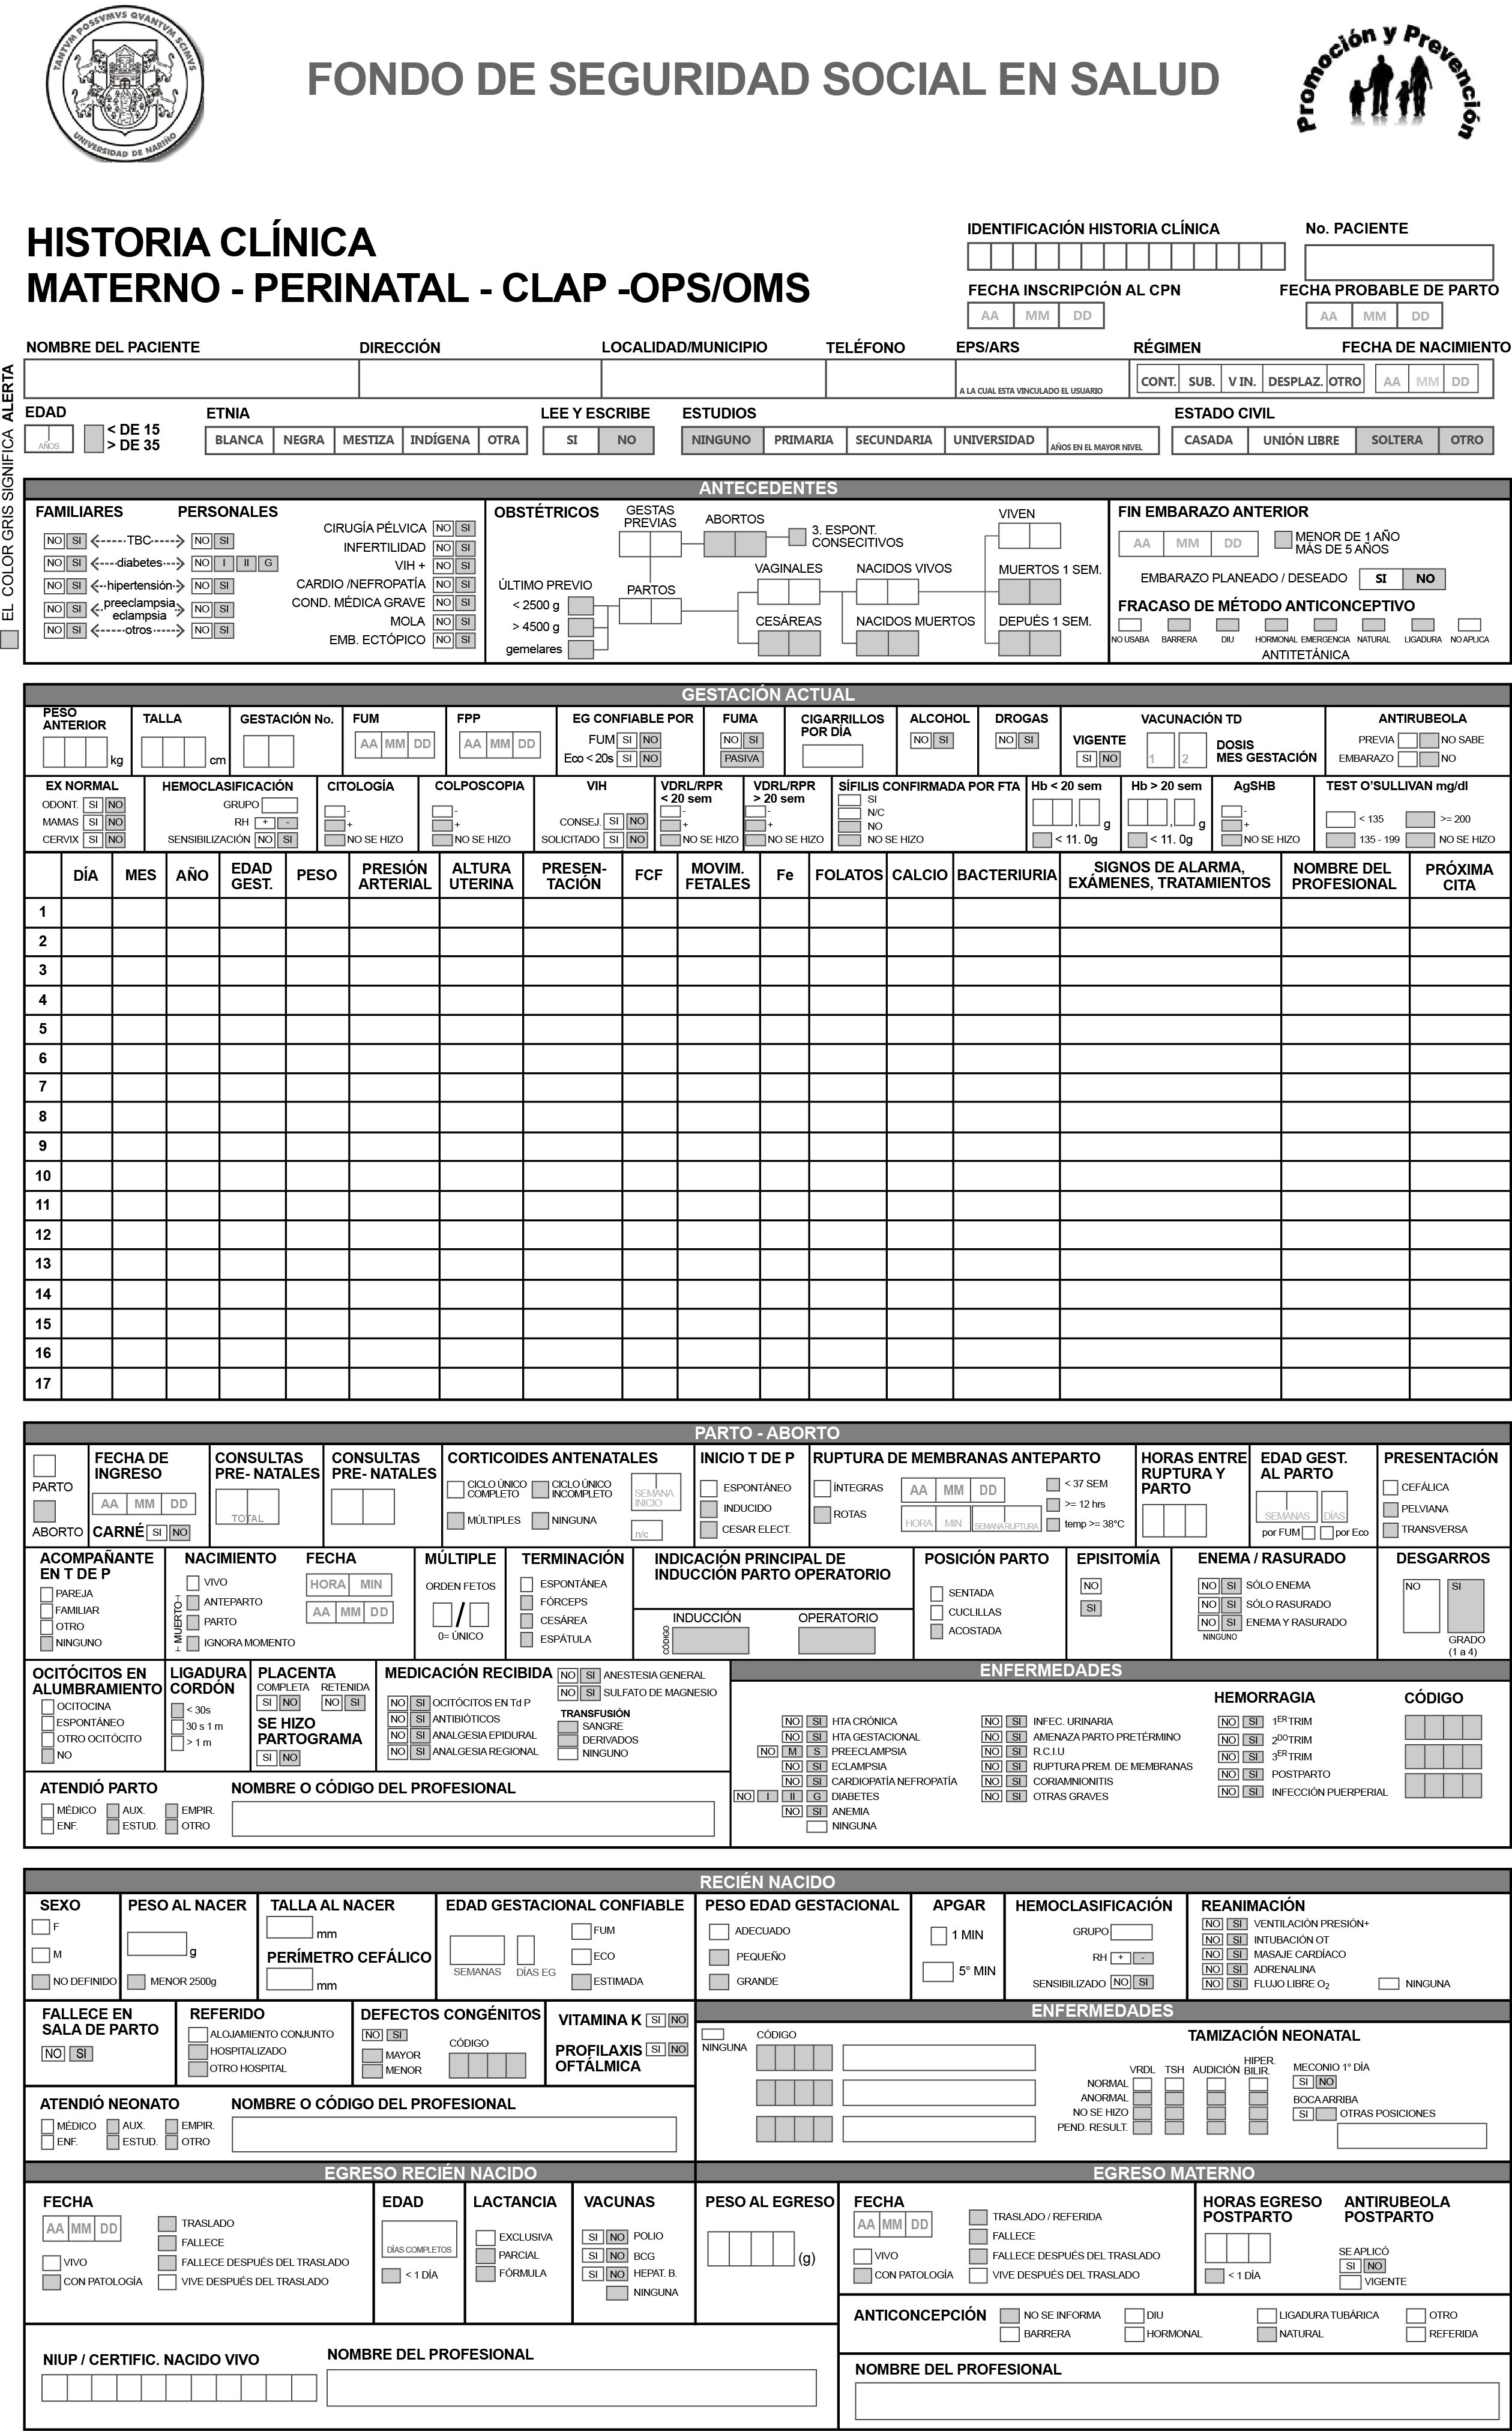 TANTVM POSSVMVS QVANTVM SCIMVS
UNIVERSIDAD DE NARIÑO
FONDO DE SEGURIDAD SOCIAL EN SALUD
Promoción y Prevención
HISTORIA CLÍNICA
MATERNO - PERINATAL - CLAP -OPS/OMS
IDENTIFICACIÓN HISTORIA CLÍNICA
No. PACIENTE
FECHA INSCRIPCIÓN AL CPN
FECHA PROBABLE DE PARTO
AA MM DD
AA MM DD
EL COLOR GRIS SIGNIFICA ALERTA
NOMBRE DEL PACIENTE DIRECCIÓN LOCALIDAD/MUNICIPIO TELÉFONO EPS/ARS RÉGIMEN FECHA DE NACIMIENTO
A LA CUAL ESTA VINCULADO EL USUARIO
CONT. SUB. V IN. DESPLAZ. OTRO AA MM DD
EDAD ETNIA LEE Y ESCRIBE ESTUDIOS ESTADO CIVIL
AÑOS
< DE 15
> DE 35
BLANCA NEGRA MESTIZA INDÍGENA OTRA
SI NO
NINGUNO PRIMARIA SECUNDARIA UNIVERSIDAD AÑOS EN EL MAYOR NIVEL
CASADA UNIÓN LIBRE SOLTERA OTRO
ANTECEDENTES
FAMILIARES PERSONALES
NO SI TBC NO SI
NO SI diabetes NO I II G
NO SI hipertensión NO SI
NO SI preeclampsia eclampsia NO SI
NO SI otros NO SI
CIRUGÍA PÉLVICA NO SI
INFERTILIDAD NO SI
VIH + NO SI
CARDIO /NEFROPATÍA NO SI
COND. MÉDICA GRAVE NO SI
MOLA NO SI
EMB. ECTÓPICO NO SI
OBSTÉTRICOS
GESTAS PREVIAS
ABORTOS
3. ESPONT. CONSECITIVOS
VIVEN
ÚLTIMO PREVIO
< 2500 g
> 4500 g
gemelares
PARTOS
VAGINALES
NACIDOS VIVOS
MUERTOS 1 SEM.
CESÁREAS
NACIDOS MUERTOS
DEPUÉS 1 SEM.
FIN EMBARAZO ANTERIOR
AA MM DD
MENOR DE 1 AÑO
MÁS DE 5 AÑOS
EMBARAZO PLANEADO / DESEADO SI NO
FRACASO DE MÉTODO ANTICONCEPTIVO
NO USABA BARRERA DIU HORMONAL EMERGENCIA NATURAL LIGADURA NO APLICA
ANTITETÁNICA
GESTACIÓN ACTUAL
PESO ANTERIOR
kg
TALLA
cm
GESTACIÓN No.
FUM
AA MM DD
FPP
AA MM DD
EG CONFIABLE POR
FUM SI NO
Eco < 20s SI NO
FUMA
NO SI
PASIVA
CIGARRILLOS POR DÍA
ALCOHOL
NO SI
DROGAS
NO SI
VACUNACIÓN TD
VIGENTE
SI NO
1 2
DOSIS
MES GESTACIÓN
ANTIRUBEOLA
PREVIA NO SABE
EMBARAZO NO
EX NORMAL
ODONT. SI NO
MAMAS SI NO
CERVIX SI NO
HEMOCLASIFICACIÓN
GRUPO
RH + -
SENSIBILIZACIÓN NO SI
CITOLOGÍA
-
+
NO SE HIZO
COLPOSCOPIA
-
+
NO SE HIZO
VIH
CONSEJ. SI NO
SOLICITADO SI NO
VDRL/RPR
< 20 sem
-
+
NO SE HIZO
VDRL/RPR
> 20 sem
-
+
NO SE HIZO
SÍFILIS CONFIRMADA POR FTA
SI
N/C
NO
NO SE HIZO
Hb < 20 sem
, g
< 11. 0g
Hb > 20 sem
, g
< 11. 0g
AgSHB
-
+
NO SE HIZO
TEST O'SULLIVAN mg/dl
< 135 >= 200
135 - 199 NO SE HIZO
DÍA MES AÑO EDAD GEST. PESO PRESIÓN ARTERIAL ALTURA UTERINA PRESEN-TACIÓN FCF MOVIM. FETALES Fe FOLATOS CALCIO BACTERIURIA SIGNOS DE ALARMA, EXÁMENES, TRATAMIENTOS NOMBRE DEL PROFESIONAL PRÓXIMA CITA
1
2
3
4
5
6
7
8
9
10
11
12
13
14
15
16
17
PARTO - ABORTO
PARTO
ABORTO
FECHA DE INGRESO
AA MM DD
CARNÉ SI NO
CONSULTAS PRE- NATALES
TOTAL
CONSULTAS PRE- NATALES
CORTICOIDES ANTENATALES
CICLO ÚNICO COMPLETO
CICLO ÚNICO INCOMPLETO
SEMANA INICIO
MÚLTIPLES NINGUNA n/c
INICIO T DE P
ESPONTÁNEO
INDUCIDO
CESAR ELECT.
RUPTURA DE MEMBRANAS ANTEPARTO
ÍNTEGRAS
ROTAS
AA MM DD
HORA MIN SEMANA RUPTURA
< 37 SEM
>= 12 hrs
temp >= 38°C
HORAS ENTRE RUPTURA Y PARTO
EDAD GEST. AL PARTO
SEMANAS DÍAS
por FUM por Eco
PRESENTACIÓN
CEFÁLICA
PELVIANA
TRANSVERSA
ACOMPAÑANTE EN T DE P
PAREJA
FAMILIAR
OTRO
NINGUNO
NACIMIENTO
VIVO
MUERTO
ANTEPARTO
PARTO
IGNORA MOMENTO
FECHA
HORA MIN
AA MM DD
MÚLTIPLE
ORDEN FETOS
/
0= ÚNICO
TERMINACIÓN
ESPONTÁNEA
FÓRCEPS
CESÁREA
ESPÁTULA
INDICACIÓN PRINCIPAL DE INDUCCIÓN PARTO OPERATORIO
CÓDIGO
INDUCCIÓN OPERATORIO
POSICIÓN PARTO
SENTADA
CUCLILLAS
ACOSTADA
EPISITOMÍA
NO
SI
ENEMA / RASURADO
NO SI SÓLO ENEMA
NO SI SÓLO RASURADO
NO SI ENEMA Y RASURADO
NINGUNO
DESGARROS
NO SI
GRADO
(1 a 4)
OCITÓCITOS EN ALUMBRAMIENTO
OCITOCINA
ESPONTÁNEO
OTRO OCITÓCITO
NO
LIGADURA CORDÓN
< 30s
30 s 1 m
> 1 m
PLACENTA
COMPLETA RETENIDA
SI NO NO SI
SE HIZO PARTOGRAMA
SI NO
MEDICACIÓN RECIBIDA
NO SI OCITÓCITOS EN Td P
NO SI ANTIBIÓTICOS
NO SI ANALGESIA EPIDURAL
NO SI ANALGESIA REGIONAL
NO SI ANESTESIA GENERAL
NO SI SULFATO DE MAGNESIO
TRANSFUSIÓN
SANGRE
DERIVADOS
NINGUNO
ENFERMEDADES
NO SI HTA CRÓNICA
NO SI HTA GESTACIONAL
NO M S PREECLAMPSIA
NO SI ECLAMPSIA
NO SI CARDIOPATÍA NEFROPATÍA
NO I II G DIABETES
NO SI ANEMIA
NINGUNA
NO SI INFEC. URINARIA
NO SI AMENAZA PARTO PRETÉRMINO
NO SI R.C.I.U
NO SI RUPTURA PREM. DE MEMBRANAS
NO SI CORIAMNIONITIS
NO SI OTRAS GRAVES
HEMORRAGIA
NO SI 1ER TRIM
NO SI 2DO TRIM
NO SI 3ER TRIM
NO SI POSTPARTO
NO SI INFECCIÓN PUERPERIAL
CÓDIGO
ATENDIÓ PARTO
MÉDICO AUX. EMPIR.
ENF. ESTUD. OTRO
NOMBRE O CÓDIGO DEL PROFESIONAL
RECIÉN NACIDO
SEXO
F
M
NO DEFINIDO
PESO AL NACER
g
MENOR 2500g
TALLA AL NACER
mm
PERÍMETRO CEFÁLICO
mm
EDAD GESTACIONAL CONFIABLE
SEMANAS DÍAS EG
FUM
ECO
ESTIMADA
PESO EDAD GESTACIONAL
ADECUADO
PEQUEÑO
GRANDE
APGAR
1 MIN
5° MIN
HEMOCLASIFICACIÓN
GRUPO
RH + -
SENSIBILIZADO NO SI
REANIMACIÓN
NO SI VENTILACIÓN PRESIÓN+
NO SI INTUBACIÓN OT
NO SI MASAJE CARDÍACO
NO SI ADRENALINA
NO SI FLUJO LIBRE O2 NINGUNA
FALLECE EN SALA DE PARTO
NO SI
REFERIDO
ALOJAMIENTO CONJUNTO
HOSPITALIZADO
OTRO HOSPITAL
DEFECTOS CONGÉNITOS
NO SI
MAYOR
MENOR
CÓDIGO
VITAMINA K SI NO
PROFILAXIS OFTÁLMICA SI NO
ENFERMEDADES
NINGUNA
CÓDIGO
TAMIZACIÓN NEONATAL
VRDL TSH AUDICIÓN HIPER. BILIR.
NORMAL
ANORMAL
NO SE HIZO
PEND. RESULT.
MECONIO 1° DÍA
SI NO
BOCA ARRIBA
SI OTRAS POSICIONES
ATENDIÓ NEONATO
MÉDICO AUX. EMPIR.
ENF. ESTUD. OTRO
NOMBRE O CÓDIGO DEL PROFESIONAL
EGRESO RECIÉN NACIDO
FECHA
AA MM DD
VIVO
CON PATOLOGÍA
TRASLADO
FALLECE
FALLECE DESPUÉS DEL TRASLADO
VIVE DESPUÉS DEL TRASLADO
EDAD
DÍAS COMPLETOS
< 1 DÍA
LACTANCIA
EXCLUSIVA
PARCIAL
FÓRMULA
VACUNAS
SI NO POLIO
SI NO BCG
SI NO HEPAT. B.
NINGUNA
PESO AL EGRESO
(g)
EGRESO MATERNO
FECHA
AA MM DD
VIVO
CON PATOLOGÍA
TRASLADO / REFERIDA
FALLECE
FALLECE DESPUÉS DEL TRASLADO
VIVE DESPUÉS DEL TRASLADO
HORAS EGRESO POSTPARTO
< 1 DÍA
ANTIRUBEOLA POSTPARTO
SE APLICÓ
SI NO
VIGENTE
ANTICONCEPCIÓN
NO SE INFORMA DIU LIGADURA TUBÁRICA OTRO
BARRERA HORMONAL NATURAL REFERIDA
NIUP / CERTIFIC. NACIDO VIVO
NOMBRE DEL PROFESIONAL
NOMBRE DEL PROFESIONAL